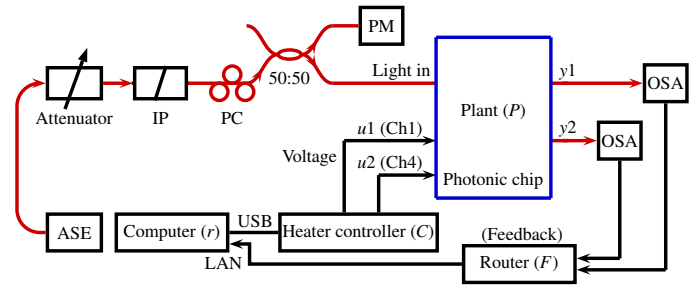 PM
50:50
Light in
y1
OSA
Attenuator
IP
PC
Plant (P)
y2
OSA
u1 (Ch1)
Voltage
u2 (Ch4)
Photonic chip
ASE
Computer (r)
USB
Heater controller (C)
(Feedback)
LAN
Router (F)